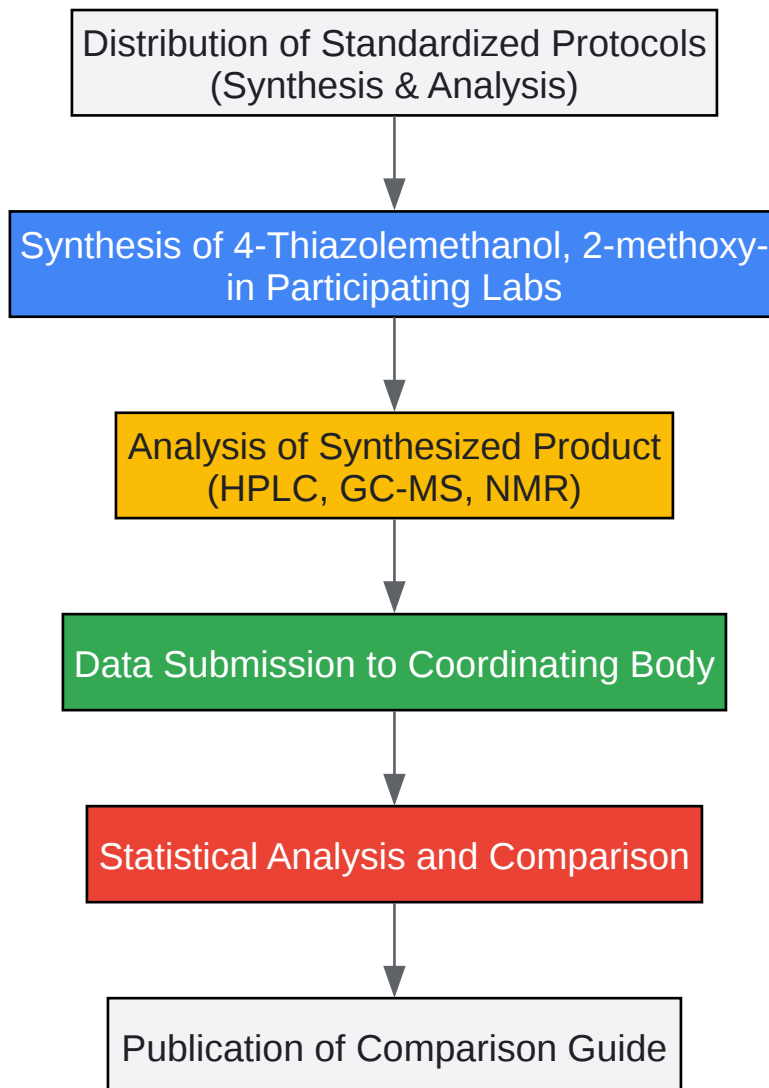 Distribution of Standardized Protocols
(Synthesis & Analysis)
Synthesis of 4-Thiazolemethanol, 2-methoxy-
in Participating Labs
Analysis of Synthesized Product
(HPLC, GC-MS, NMR)
Data Submission to Coordinating Body
Statistical Analysis and Comparison
Publication of Comparison Guide